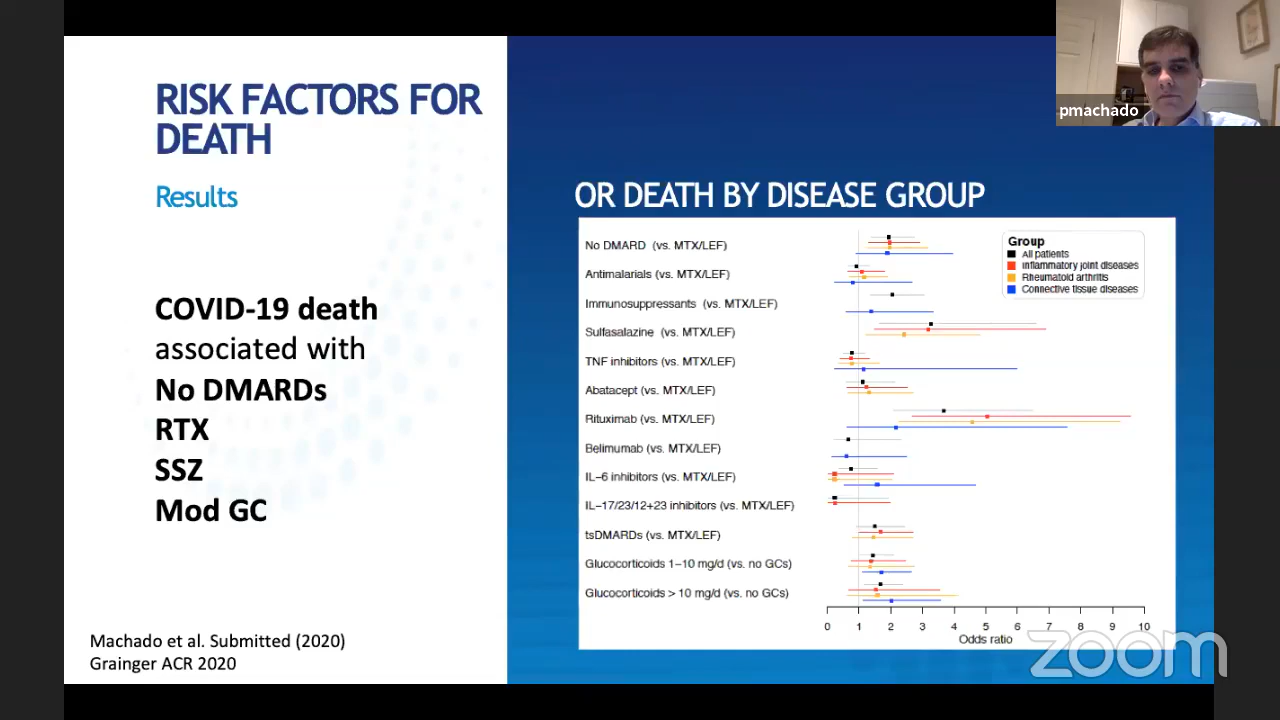 RISK FACTORS FOR
DEATH
Results
COVID-19 death
associated with
No DMARDs
RTX
SSZ
Mod GC
Machado et al. Submitted (2020)
Grainger ACR 2020
OR DEATH BY DISEASE GROUP
No DMARD (vs. MTX/LEF)
Antimalarials (vs. MTX/LEF)
Immunosuppressants (vs. MTX/LEF)
Sulfasalazine (vs. MTX/LEF)
TNF inhibitors (vs. MTX/LEF)
Abatacept (vs. MTX/LEF)
Rituximab (vs. MTX/LEF)
Belimumab (vs. MTX/LEF)
IL-6 inhibitors (vs. MTX/LEF)
IL-17/23/12+23 inhibitors (vs. MTX/LEF)
tsDMARDs (vs. MTX/LEF)
Glucocorticoids 1-10 mg/d (vs. no GCs)
Glucocorticoids > 10 mg/d (vs. no GCs)
Group
All patients
Inflammatory joint diseases
Rheumatoid arthritis
Connective tissue diseases
0 1 2 3 4 5 6 7 8 9 10
Odds ratio
pmachado
zoom